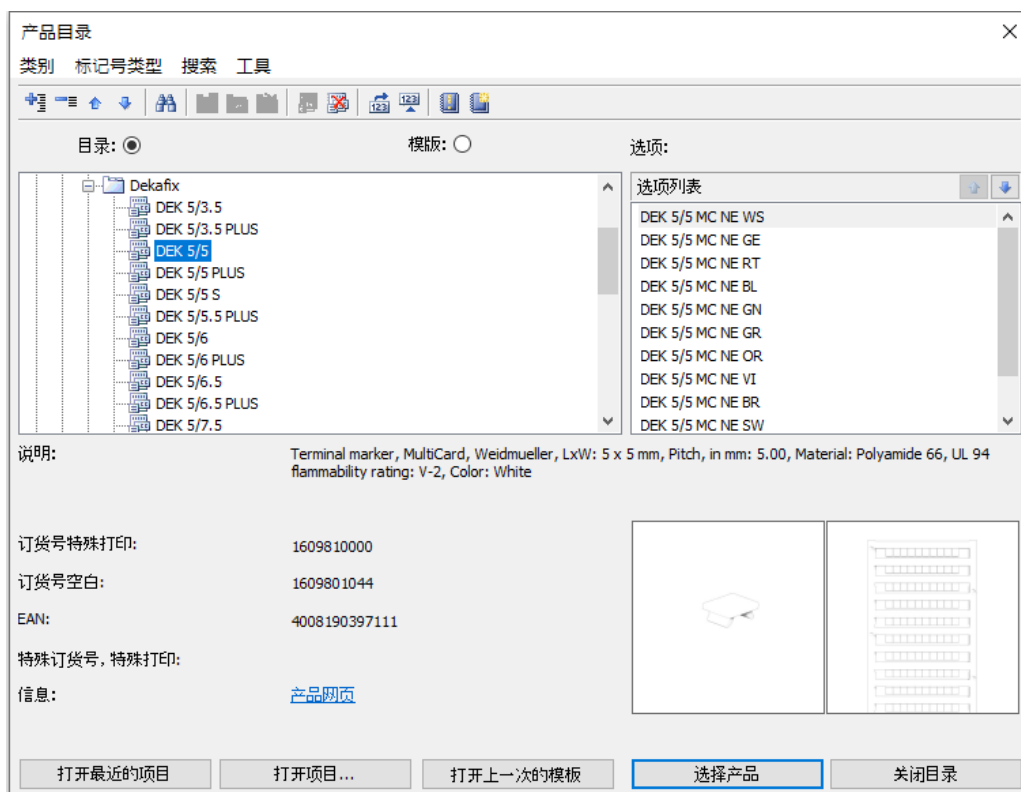 产品目录
类别 标记号类型 搜索 工具
目录: 模版: 选项:
Dekafix
DEK 5/3.5
DEK 5/3.5 PLUS
DEK 5/5
DEK 5/5 PLUS
DEK 5/5 S
DEK 5/5.5 PLUS
DEK 5/6
DEK 5/6 PLUS
DEK 5/6.5
DEK 5/6.5 PLUS
DEK 5/7.5
选项列表
DEK 5/5 MC NE WS
DEK 5/5 MC NE GE
DEK 5/5 MC NE RT
DEK 5/5 MC NE BL
DEK 5/5 MC NE GN
DEK 5/5 MC NE GR
DEK 5/5 MC NE OR
DEK 5/5 MC NE VI
DEK 5/5 MC NE BR
DEK 5/5 MC NE SW
说明: Terminal marker, MultiCard, Weidmueller, LxW: 5 x 5 mm, Pitch, in mm: 5.00, Material: Polyamide 66, UL 94
flammability rating: V-2, Color: White
订货号特殊打印: 1609810000
订货号空白: 1609801044
EAN: 4008190397111
特殊订货号,特殊打印:
信息: 产品网页
打开最近的项目 打开项目... 打开上一次的模板 选择产品 关闭目录